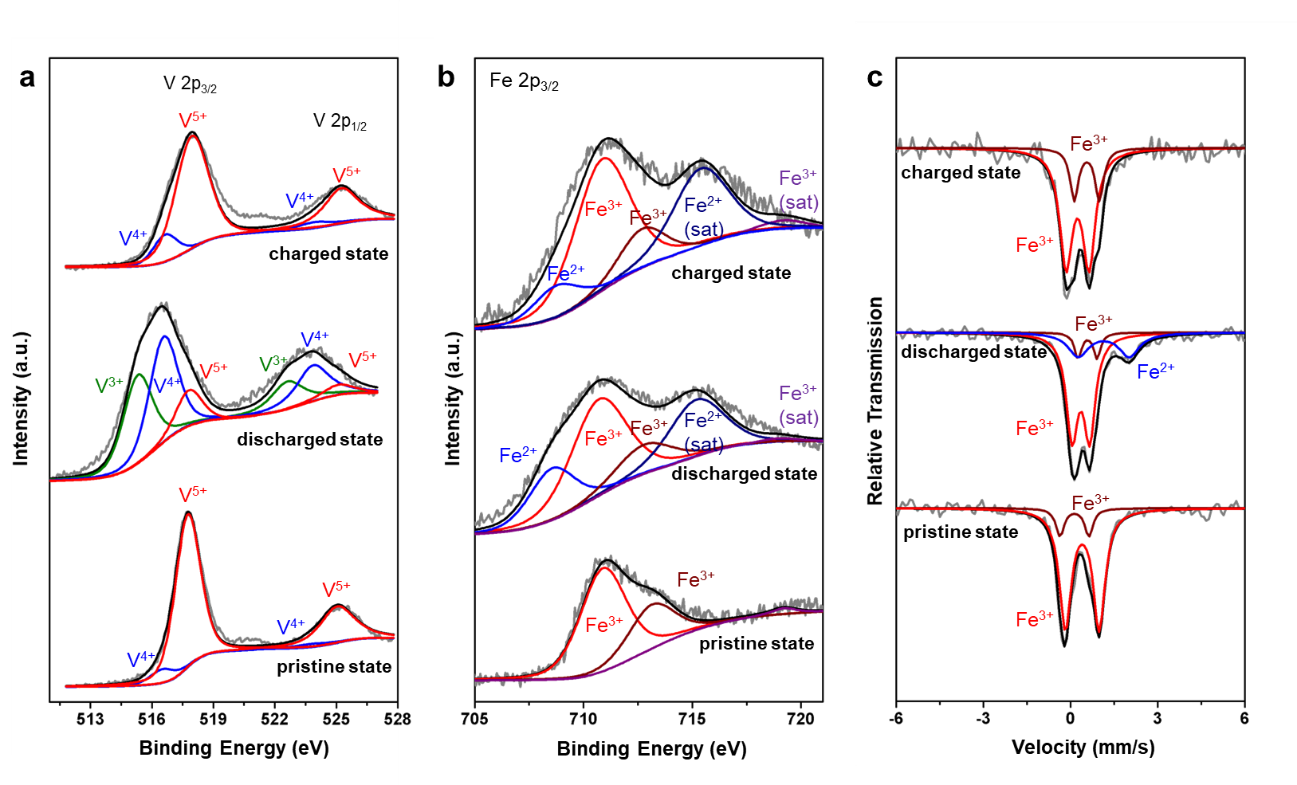 a
V 2p3/2
V5+
V 2p1/2
V5+
V4+
V4+
charged state
V4+
V3+
V4+
V5+
V3+
V5+
discharged state
V5+
V5+
V4+
V4+
pristine state
513 516 519 522 525 528
Binding Energy (eV)
Intensity (a.u.)
b
Fe 2p3/2
Fe3+
(sat)
Fe3+
Fe3+
Fe2+
(sat)
Fe2+
charged state
Fe3+
(sat)
Fe3+
Fe3+
Fe2+
(sat)
Fe2+
discharged state
Fe3+
Fe3+
pristine state
705 710 715 720
Binding Energy (eV)
Intensity (a.u.)
c
Fe3+
charged state
Fe3+
Fe3+
discharged state
Fe2+
Fe3+
Fe3+
pristine state
Fe3+
-6 -3 0 3 6
Velocity (mm/s)
Relative Transmission